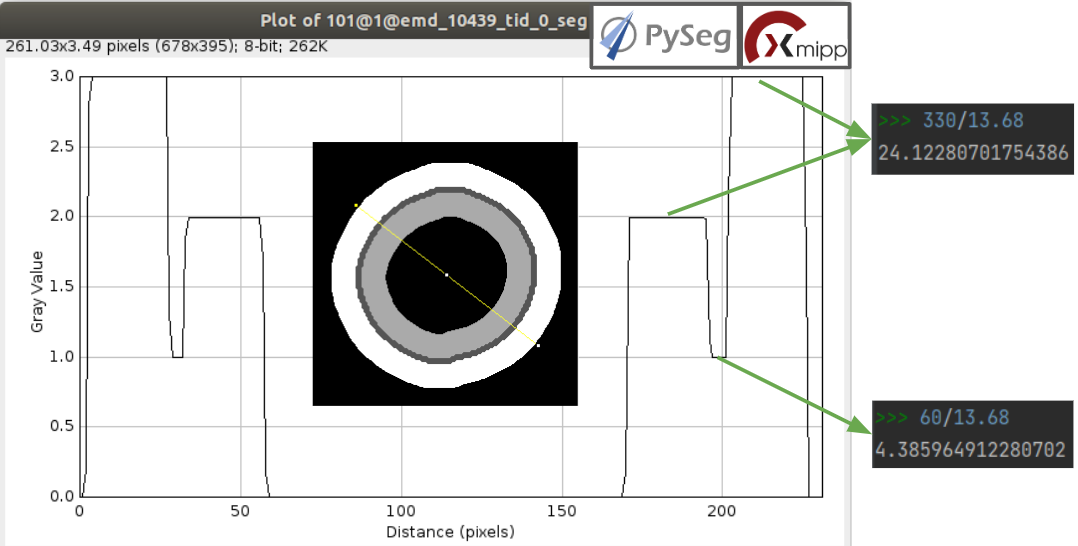 Plot of 101@1@emd_10439_tid_0_seg
PySeg
Xmipp
261.03x3.49 pixels (678x395); 8-bit; 262K
3.0
2.5
2.0
1.5
1.0
0.5
0.0
Gray Value
0
50
100
150
200
Distance (pixels)
>>> 330/13.68
24.12280701754386
>>> 60/13.68
4.385964912280702